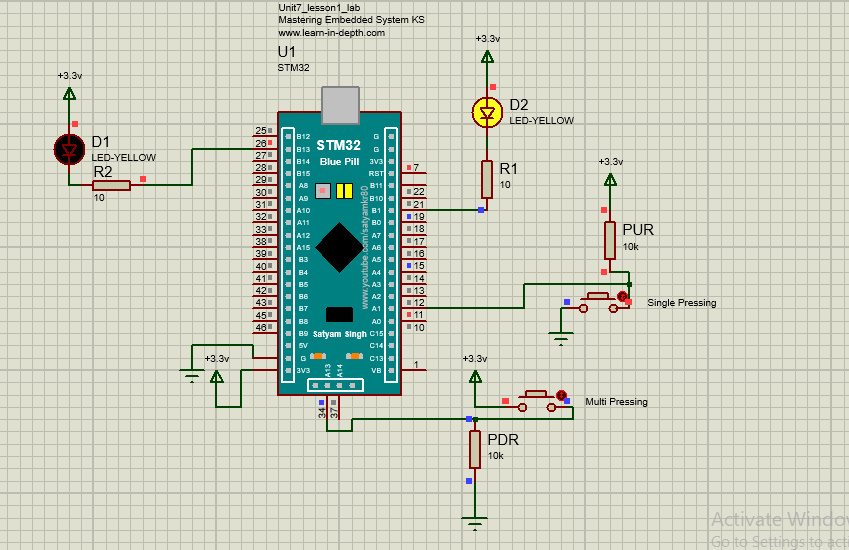 Unit7_lesson1_lab
Mastering Embedded System KS
www.learn-in-depth.com
U1
STM32
+3.3v
D1
LED-YELLOW
R2
10
+3.3v
D2
LED-YELLOW
R1
10
+3.3v
PUR
10k
Single Pressing
STM32
Blue Pill
www.youtube.com/satyamkr80
Satyam Singh
25 B12
26 B13
27 B14
28 B15
29 A8
30 A9
31 A10
32 A11
33 A12
38 A15
39 B3
40 B4
41 B5
42 B6
43 B7
45 B8
46 B9
5V
G
3V3
G
G
3V3
RST 7
B11
B10 22
B1 21
B0 19
A7 18
A6 17
A5 16
A4 15
A3 14
A2 13
A1 12
A0 11
C15 10
C14
C13
VB 1
A13
A14
34
37
+3.3v
+3.3v
Multi Pressing
PDR
10k
Activate Window
Go to Settings to acti